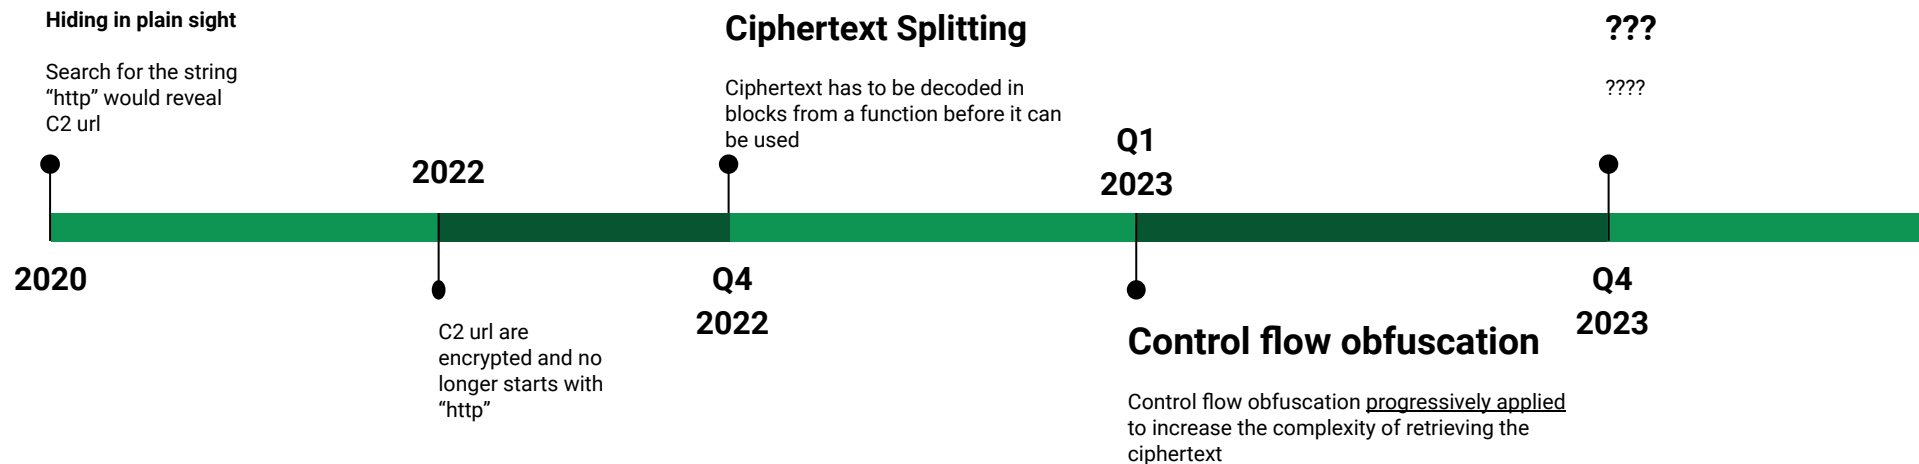 Hiding in plain sight
Search for the string
“http” would reveal
C2 url
2020
2022
C2 url are
encrypted and no
longer starts with
“http”
Ciphertext Splitting
Ciphertext has to be decoded in
blocks from a function before it can
be used
Q4
2022
Q1
2023
Control flow obfuscation
Control flow obfuscation progressively applied
to increase the complexity of retrieving the
ciphertext
???
????
Q4
2023